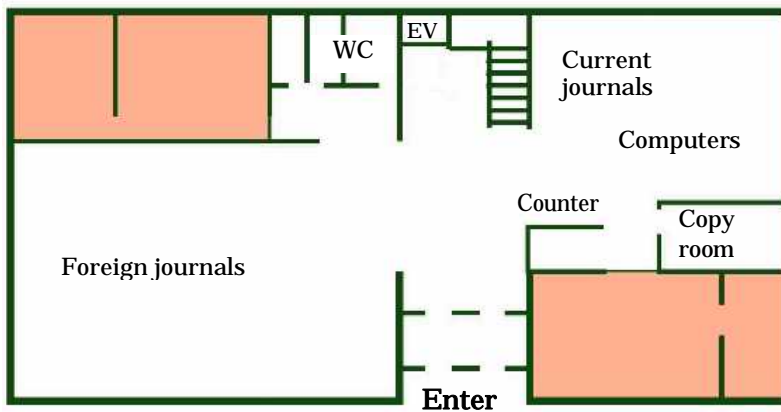 EV
WC
Current
journals
Computers
Counter
Copy
room
Foreign journals
Enter